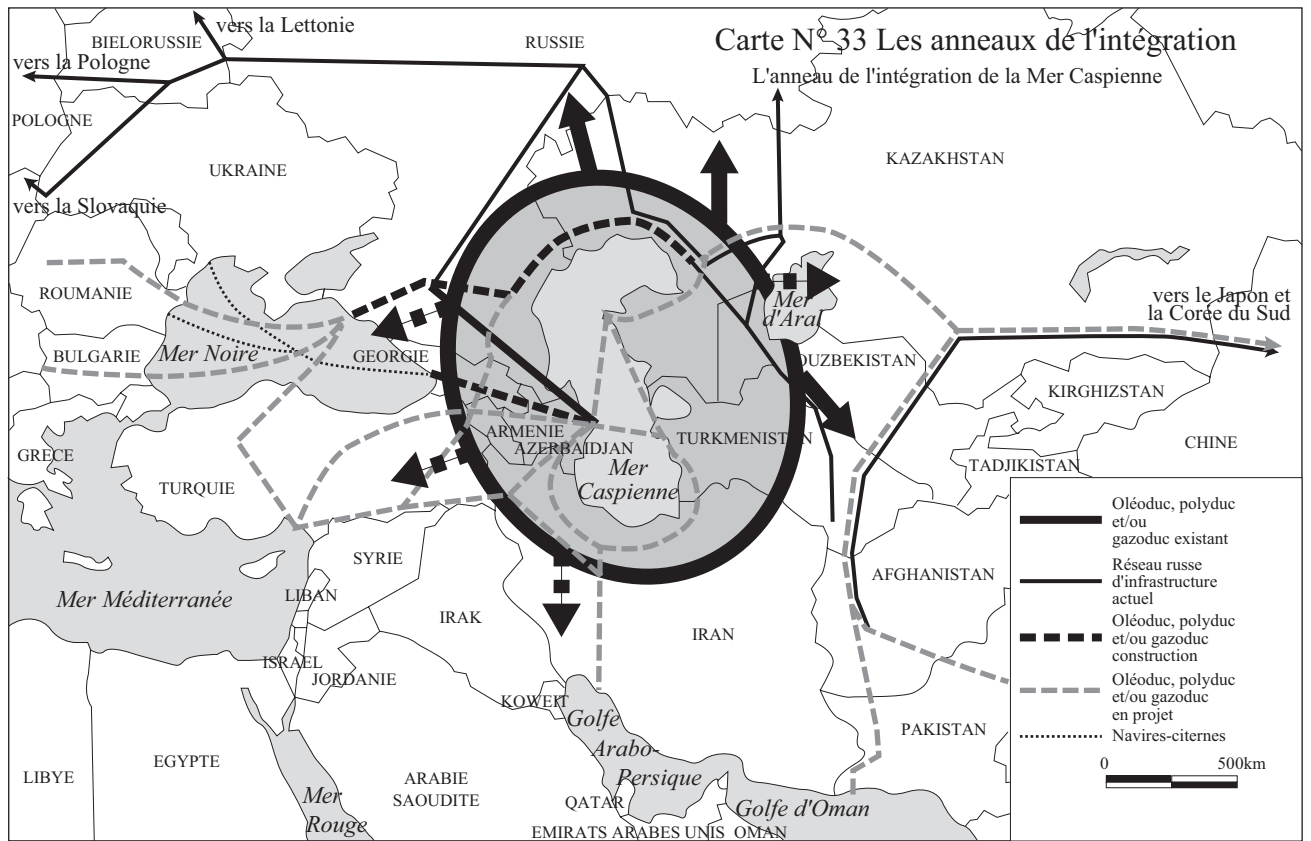 Carte N° 33 Les anneaux de l'intégration
L'anneau de l'intégration de la Mer Caspienne
vers la Lettonie
BIELORUSSIE
RUSSIE
vers la Pologne
POLOGNE
KAZAKHSTAN
UKRAINE
vers la Slovaquie
ROUMANIE
vers le Japon et
la Corée du Sud
Mer
d'Aral
BULGARIE
Mer Noire
GEORGIE
OUZBEKISTAN
KIRGHIZSTAN
ARMENIE
AZERBAIDJAN
TURKMENISTAN
CHINE
GRECE
TADJIKISTAN
TURQUIE
Mer
Caspienne
SYRIE
AFGHANISTAN
Mer Méditerranée
LIBAN
IRAK
IRAN
ISRAEL
JORDANIE
KOWEIT
Golfe
Arabo-
Persique
PAKISTAN
EGYPTE
LIBYE
ARABIE
SAOUDITE
Mer
Rouge
QATAR
Golfe d'Oman
EMIRATS ARABES UNIS
OMAN
Oléoduc, polyduc
et/ou
gazoduc existant
Réseau russe
d'infrastructure
actuel
Oléoduc, polyduc
et/ou gazoduc
construction
Oléoduc, polyduc
et/ou gazoduc
en projet
Navires-citernes
0 500km